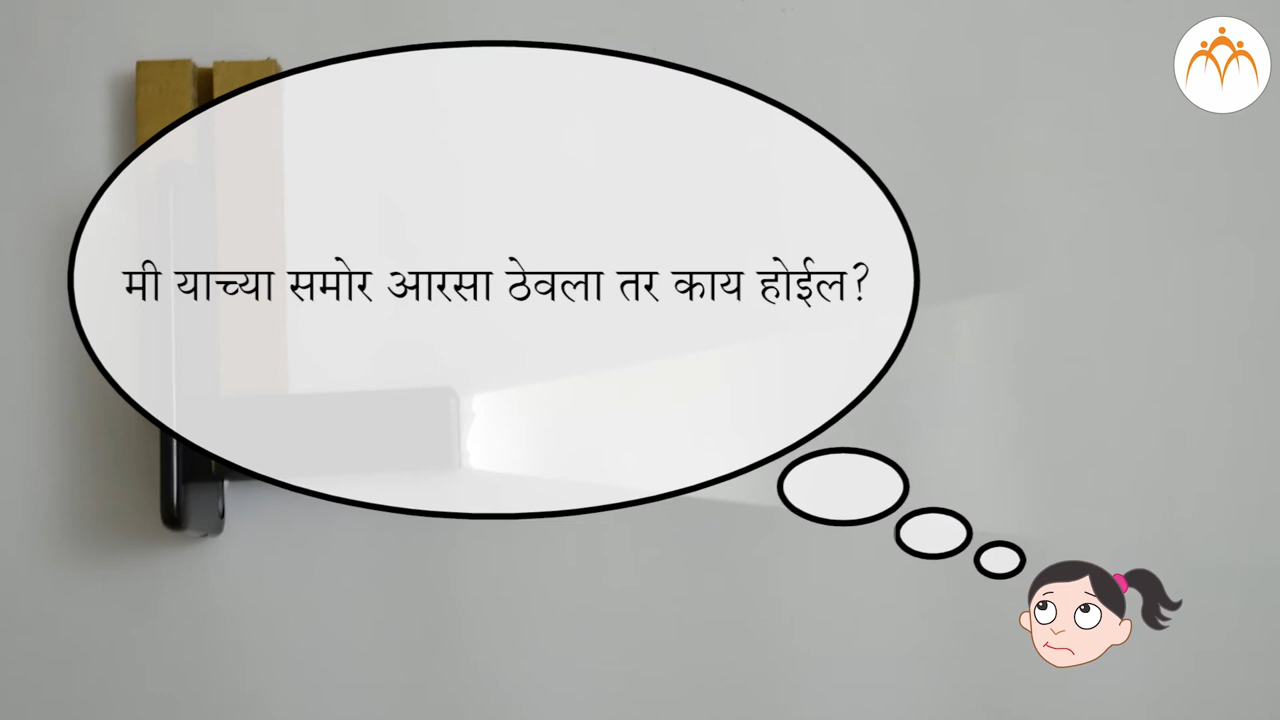 मी याच्या समोर आरसा ठेवला तर काय होईल?